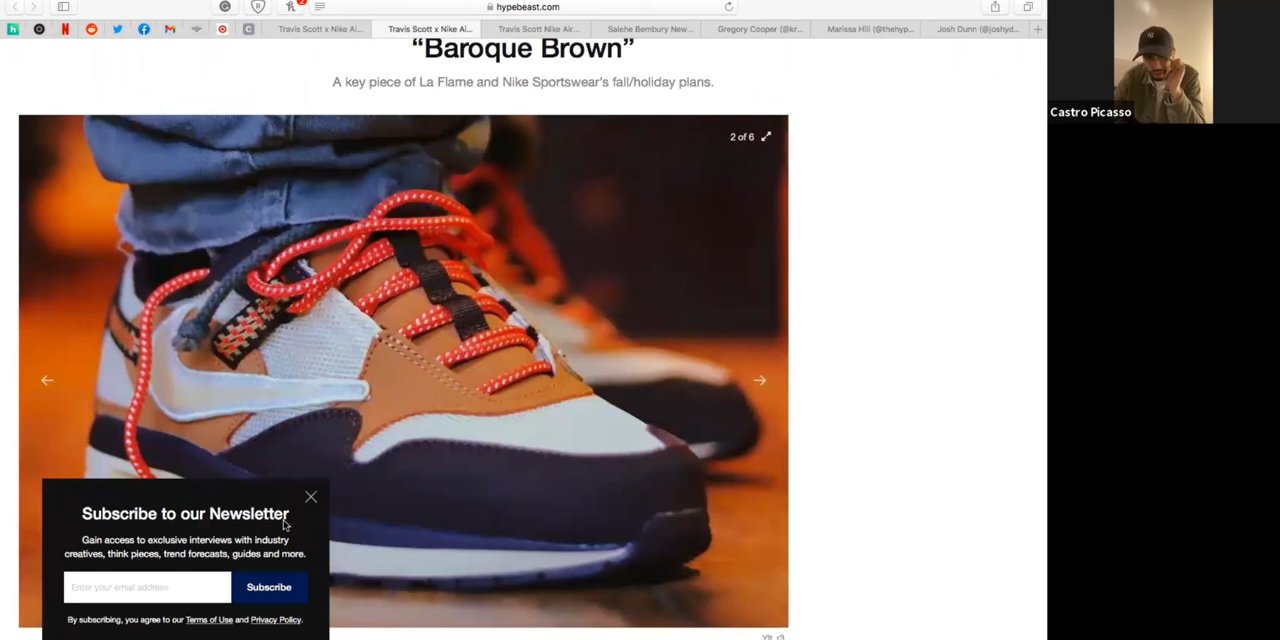 hypebeast.com
Travis Scott x Nike Ai...
Travis Scott x Nike Ai...
Travis Scott Nike Air...
Salehe Bembury New...
Gregory Cooper (@kr...
Marissa Hill (@thehyp...
Josh Dunn (@joshyd...
“Baroque Brown”
A key piece of La Flame and Nike Sportswear's fall/holiday plans.
2 of 6
Castro Picasso
Subscribe to our Newsletter
Gain access to exclusive interviews with industry
creatives, think pieces, trend forecasts, guides and more.
Enter your email address
Subscribe
By subscribing, you agree to our Terms of Use and Privacy Policy.